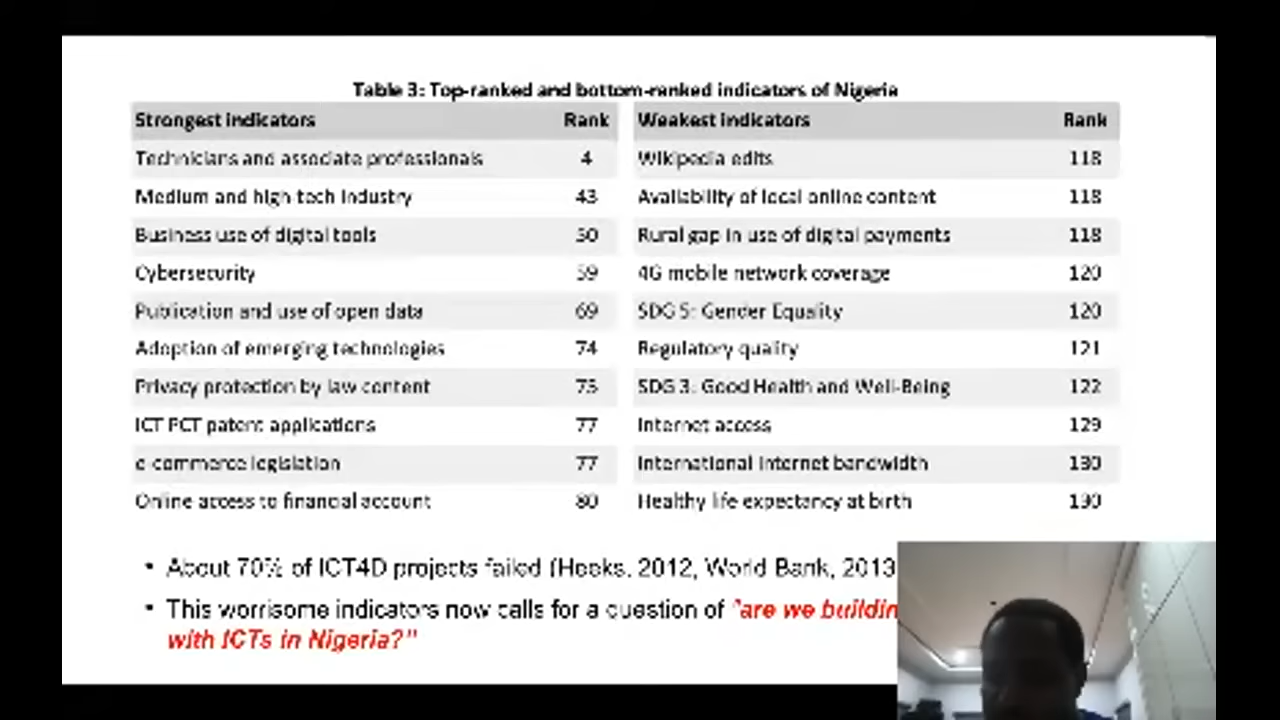 Table 3: Top-ranked and bottom-ranked indicators of Nigeria
Strongest indicators Rank Weakest indicators Rank
Technicians and associate professionals 4 Wikipedia edits 118
Medium and high-tech industry 43 Availability of local online content 118
Business use of digital tools 50 Rural gap in use of digital payments 118
Cybersecurity 59 4G mobile network coverage 120
Publication and use of open data 69 SDG 5: Gender Equality 120
Adoption of emerging technologies 74 Regulatory quality 121
Privacy protection by law content 75 SDG 3: Good Health and Well-Being 122
ICT PCT patent applications 77 Internet access 129
e-commerce legislation 77 International Internet bandwidth 130
Online access to financial account 80 Healthy life expectancy at birth 130
• About 70% of ICT4D projects failed (Heeks, 2012, World Bank, 2013
• This worrisome indicators now calls for a question of "are we buildin
with ICTs in Nigeria?"